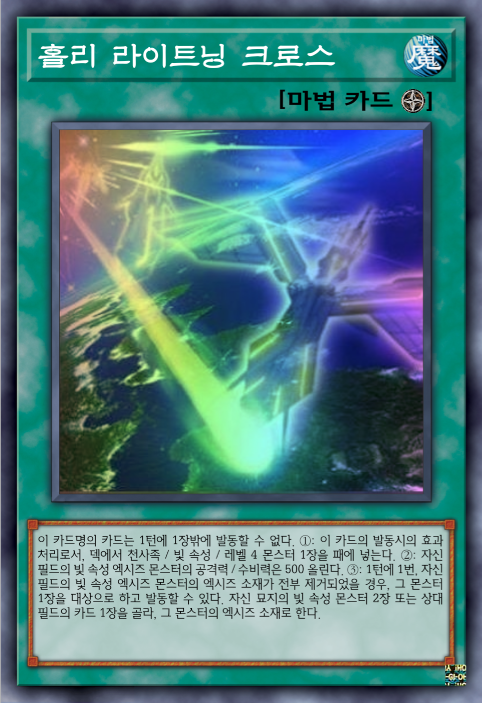 홀리 라이트닝 크로스
마법
魔
[마법 카드 ]
이 카드명의 카드는 1턴에 1장밖에 발동할 수 없다. ①: 이 카드의 발동시의 효과
처리로서, 덱에서 천사족 / 빛 속성 / 레벨 4 몬스터 1장을 패에 넣는다. ②: 자신
필드의 빛 속성 엑시즈 몬스터의 공격력 / 수비력은 500 올린다. ③: 1턴에 1번, 자신
필드의 빛 속성 엑시즈 몬스터의 엑시즈 소재가 전부 제거되었을 경우, 그 몬스터
1장을 대상으로 하고 발동할 수 있다. 자신 묘지의 빛 속성 몬스터 2장 또는 상대
필드의 카드 1장을 골라, 그 몬스터의 엑시즈 소재로 한다.